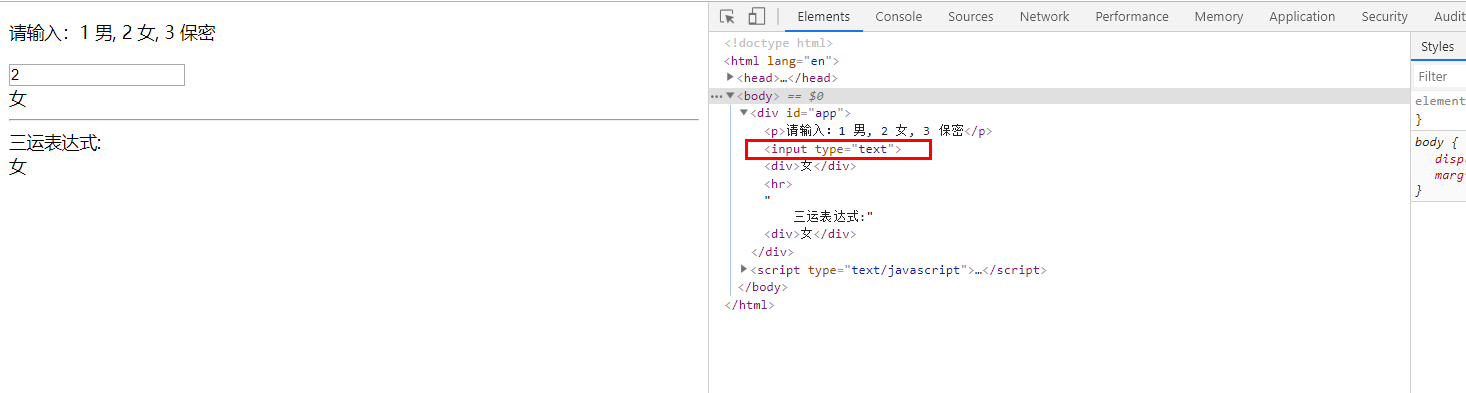 请输入：1 男, 2 女, 3 保密
2
女
三运表达式:
女
Elements Console Sources Network Performance Memory Application Security Audit
<!doctype html>
<html lang="en">
<head>…</head>
<body> == $0
<div id="app">
<p>请输入：1 男, 2 女, 3 保密</p>
<input type="text">
<div>女</div>
<hr>
"
三运表达式:"
<div>女</div>
</div>
<script type="text/javascript">…</script>
</body>
</html>
Styles
Filter
element
}
body {
disp
marg
}